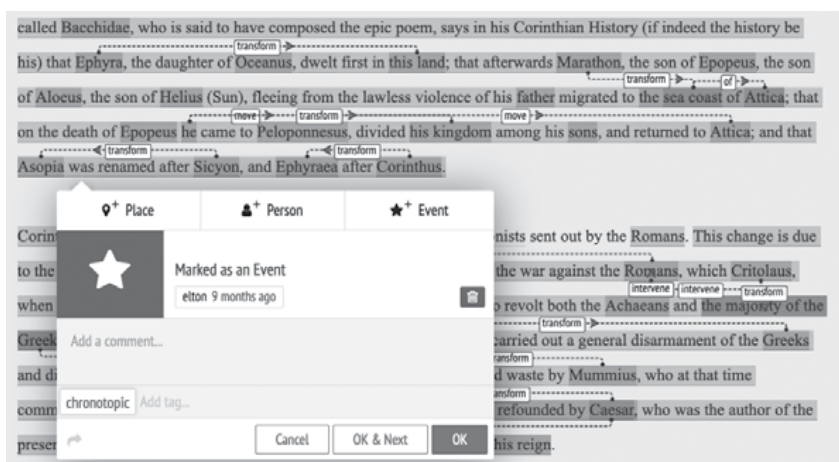 called Bacchidae, who is said to have composed the epic poem, says in his Corinthian History (if indeed the history be
transform
his) that Ephyra, the daughter of Oceanus, dwelt first in this land; that afterwards Marathon, the son of Epopeus, the son
transform of
of Aloeus, the son of Helius (Sun), fleeing from the lawless violence of his father migrated to the sea coast of Attica; that
move transform move
on the death of Epopeus he came to Peloponnesus, divided his kingdom among his sons, and returned to Attica; and that
transform transform
Asopia was renamed after Sicyon, and Ephyraea after Corinthus.
Place Person Event
Corint nists sent out by the Romans. This change is due
Marked as an Event
to the the war against the Romans, which Critolaus,
intervene intervene transform
elton 9 months ago
when o revolt both the Achaeans and the majority of the
transform
Greek Add a comment... carried out a general disarmament of the Greeks
ransform
and di d waste by Mummius, who at that time
ansform
chronotopic Add tag...
comm refounded by Caesar, who was the author of the
Cancel OK & Next OK
preser his reign.